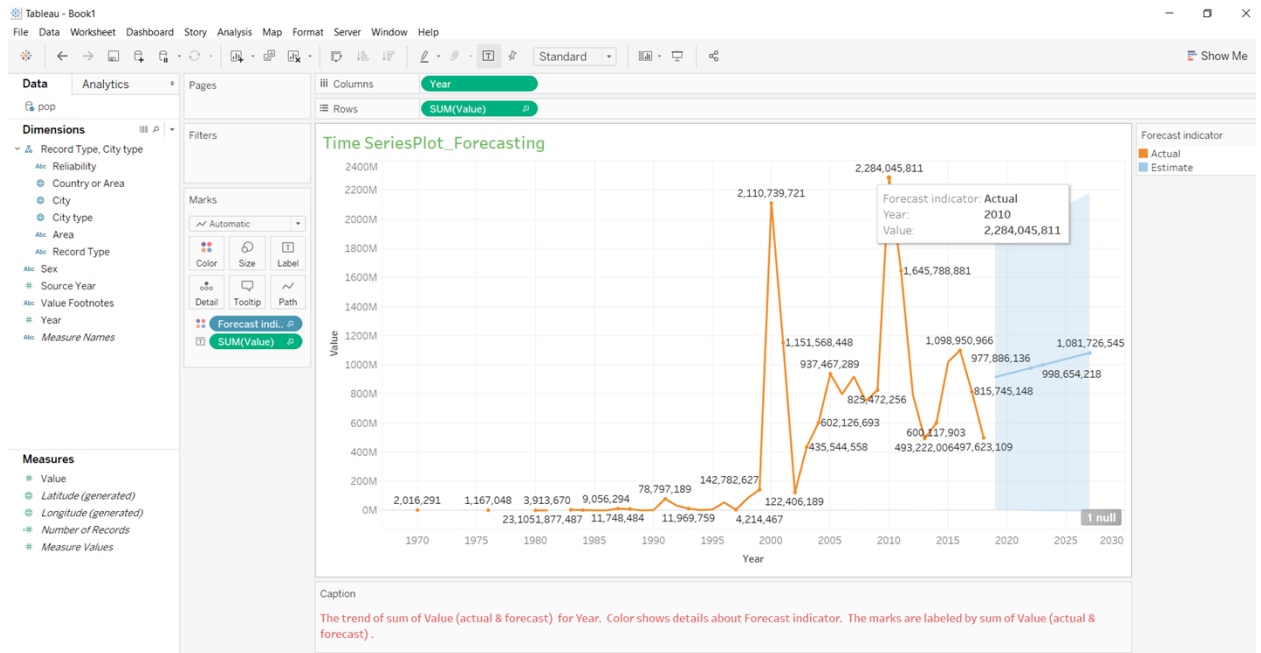 Tableau - Book1
File Data Worksheet Dashboard Story Analysis Map Format Server Window Help
Standard
Show Me
Data Analytics
pop
Dimensions
Record Type, City type
Abc Reliability
Country or Area
City
City type
Abc Area
Abc Record Type
Abc Sex
# Source Year
Abc Value Footnotes
# Year
Abc Measure Names
Measures
# Value
Latitude (generated)
Longitude (generated)
=# Number of Records
# Measure Values
Pages
Filters
Marks
Automatic
Color Size Label
Detail Tooltip Path
Forecast indi..
SUM(Value)
Columns Year
Rows SUM(Value)
Time SeriesPlot_Forecasting
Value
2400M
2200M
2000M
1800M
1600M
1400M
1200M
1000M
800M
600M
400M
200M
0M
2,016,291
1,167,048
3,913,670
23,1051,877,487
9,056,294
11,748,484
78,797,189
11,969,759
142,782,627
4,214,467
2,110,739,721
1,151,568,448
122,406,189
435,544,558
602,126,693
937,467,289
825,472,256
2,284,045,811
1,645,788,881
600,117,903
493,222,006497,623,109
1,098,950,966
815,745,148
977,886,136
998,654,218
1,081,726,545
Forecast indicator: Actual
Year: 2010
Value: 2,284,045,811
1 null
1970 1975 1980 1985 1990 1995 2000 2005 2010 2015 2020 2025 2030
Year
Forecast indicator
Actual
Estimate
Caption
The trend of sum of Value (actual & forecast) for Year. Color shows details about Forecast indicator. The marks are labeled by sum of Value (actual &
forecast) .